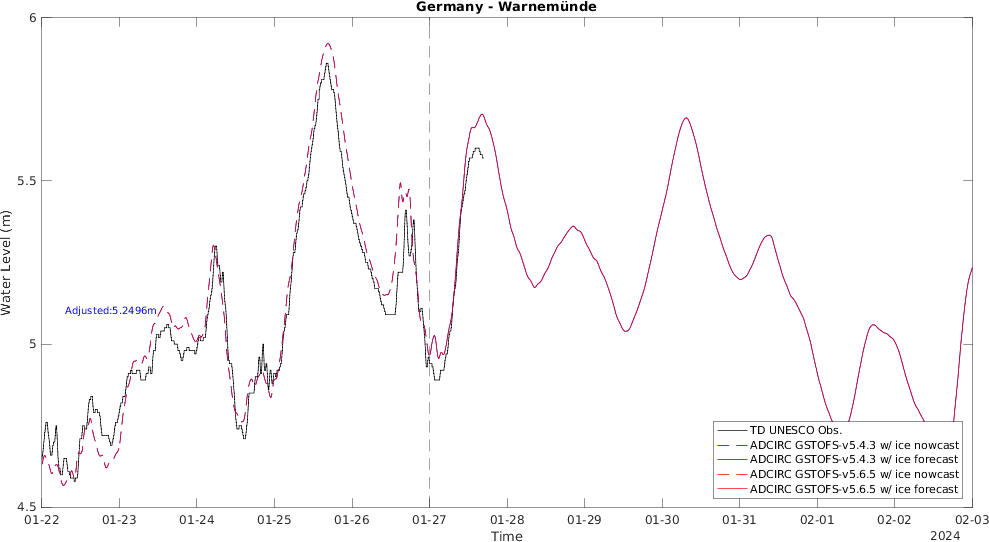 Germany - Warnemünde
6
5.5
5
4.5
Water Level (m)
Adjusted:5.2496m
TD UNESCO Obs.
ADCIRC GSTOFS-v5.4.3 w/ ice nowcast
ADCIRC GSTOFS-v5.4.3 w/ ice forecast
ADCIRC GSTOFS-v5.6.5 w/ ice nowcast
ADCIRC GSTOFS-v5.6.5 w/ ice forecast
01-22 01-23 01-24 01-25 01-26 01-27 01-28 01-29 01-30 01-31 02-01 02-02 02-03
Time
2024